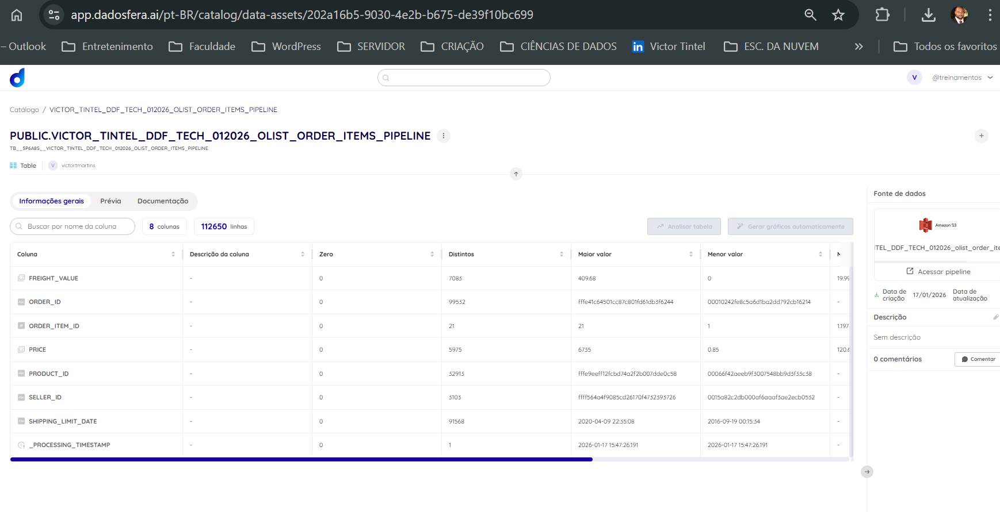 app.dadosfera.ai/pt-BR/catalog/data-assets/202a16b5-9030-4e2b-b675-de39f10bc699
– Outlook Entretenimento Faculdade WordPress SERVIDOR CRIAÇÃO CIÊNCIAS DE DADOS in Victor Tintel ESC. DA NUVEM » Todos os favoritos
V @treinamentos
Catálogo / VICTOR_TINTEL_DDF_TECH_012026_OLIST_ORDER_ITEMS_PIPELINE
PUBLIC.VICTOR_TINTEL_DDF_TECH_012026_OLIST_ORDER_ITEMS_PIPELINE
TB__5P6A8S__VICTOR_TINTEL_DDF_TECH_012026_OLIST_ORDER_ITEMS_PIPELINE
Table V victortmartins
Informações gerais Prévia Documentação
Buscar por nome da coluna 8 colunas 112650 linhas Analisar tabela Gerar gráficos automaticamente
Coluna Descrição da coluna Zero Distintos Maior valor Menor valor
FREIGHT_VALUE - 0 7083 409.68 0 19.99
ORDER_ID - 0 99532 fffe41c64501cc87c801fd61db3f6244 00010242fe8c5a6d1ba2dd792cb16214 -
ORDER_ITEM_ID - 0 21 21 1 1.197
PRICE - 0 5975 6735 0.85 120.6
PRODUCT_ID - 0 32913 fffe9eeff12fcbd74a2f2b007dde0c58 00066f42aeeb9f3007548bb9d3f33c38 -
SELLER_ID - 0 3103 ffff564a4f9085cd26170f4732393726 0015a82c2db000af6aaaf3ae2ecb0532 -
SHIPPING_LIMIT_DATE - 0 91568 2020-04-09 22:35:08 2016-09-19 00:15:34 -
_PROCESSING_TIMESTAMP - 0 1 2026-01-17 15:47:26.191 2026-01-17 15:47:26.191 -
Fonte de dados
Amazon S3
TEL_DDF_TECH_012026_olist_order_ite
Acessar pipeline
Data de criação 17/01/2026 Data de atualização
Descrição
Sem descrição
0 comentários Comentar